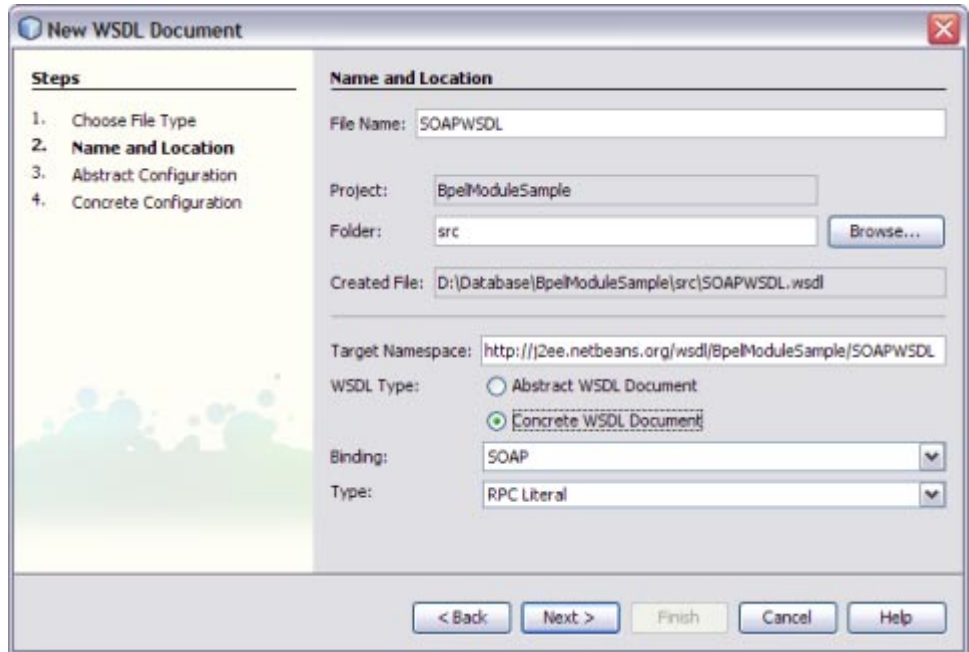 New WSDL Document
Steps
1. Choose File Type
2. Name and Location
3. Abstract Configuration
4. Concrete Configuration
Name and Location
File Name: SOAPWSDL
Project: BpelModuleSample
Folder: src Browse...
Created File: D:\Database\BpelModuleSample\src\SOAPWSDL.wsdl
Target Namespace: http://j2ee.netbeans.org/wsdl/BpelModuleSample/SOAPWSDL
WSDL Type: Abstract WSDL Document
Concrete WSDL Document
Binding: SOAP
Type: RPC Literal
< Back Next > Finish Cancel Help